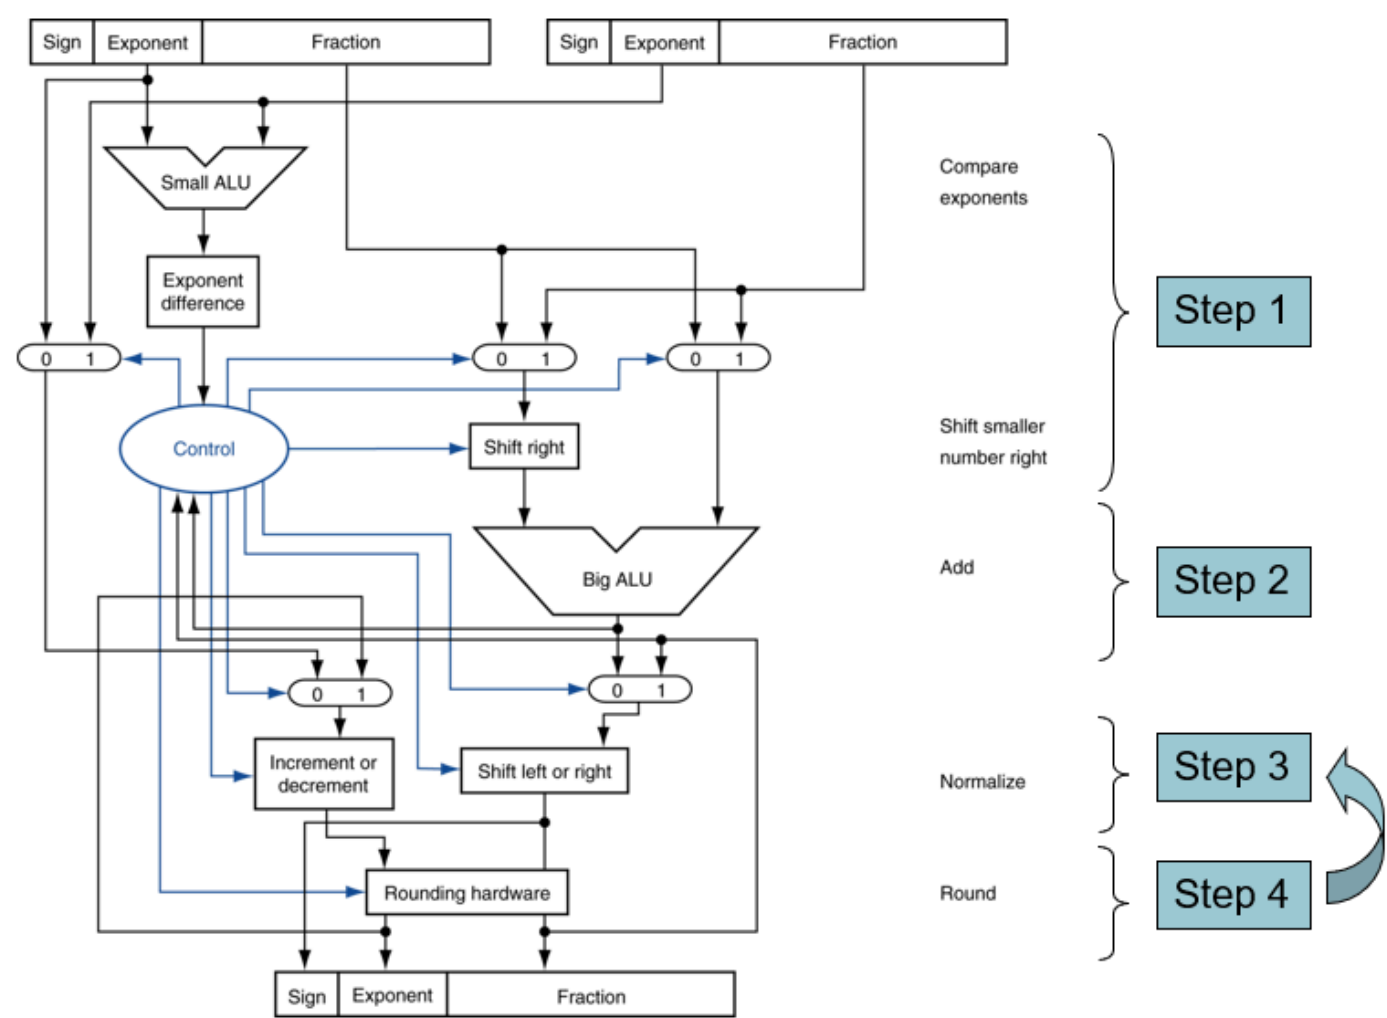 Sign Exponent Fraction
Sign Exponent Fraction
Compare
exponents
Small ALU
Exponent
difference
Step 1
0 1
0 1
0 1
Control
Shift right
Shift smaller
number right
Big ALU
Add
Step 2
0 1
0 1
Increment or
decrement
Shift left or right
Normalize
Step 3
Rounding hardware
Round
Step 4
Sign Exponent Fraction